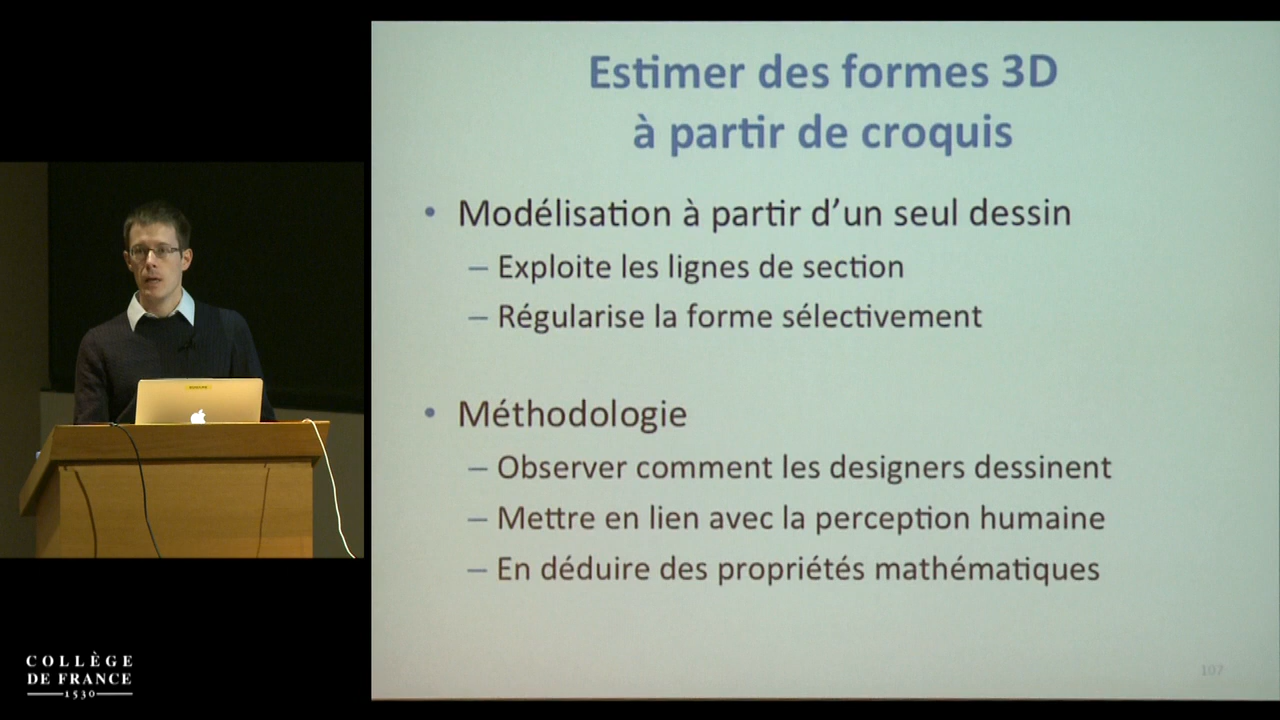 Estimer des formes 3D
à partir de croquis
• Modélisation à partir d’un seul dessin
– Exploite les lignes de section
– Régularise la forme sélectivement
• Méthodologie
– Observer comment les designers dessinent
– Mettre en lien avec la perception humaine
– En déduire des propriétés mathématiques
107
COLLÈGE
DE FRANCE
1530